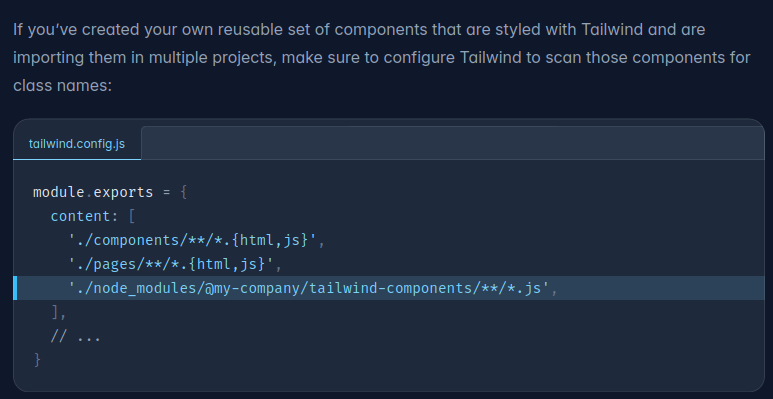 If you've created your own reusable set of components that are styled with Tailwind and are
importing them in multiple projects, make sure to configure Tailwind to scan those components for
class names:
tailwind.config.js
module.exports = {
  content: [
    './components/**/*.{html,js}',
    './pages/**/*.{html,js}',
    './node_modules/@my-company/tailwind-components/**/*.js',
  ],
  // ...
}